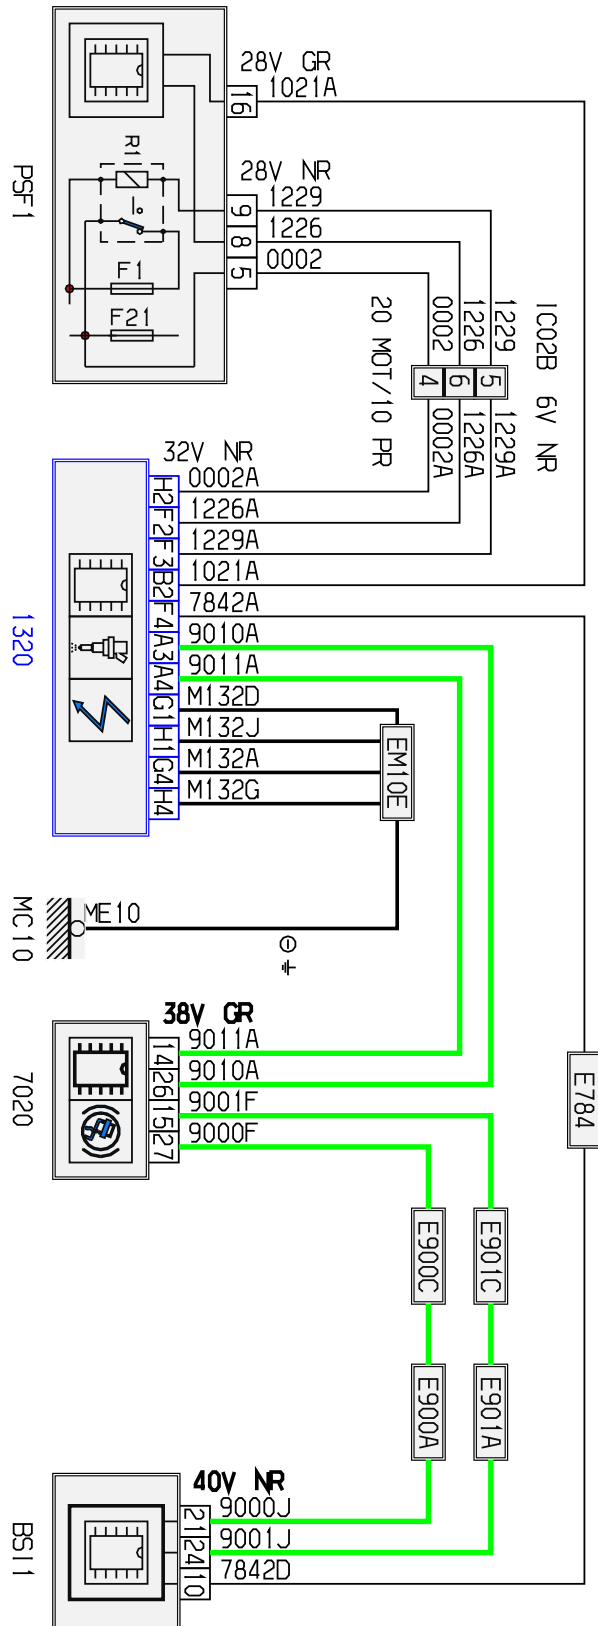 28V GR
16
1021A
R1
28V NR
9
1229
8
1226
5
0002
PSF1
F1
F21
20 MOT/10 PR
0002
1226
1229
IC02B 6V NR
4
6
5
0002A
1226A
1229A
32V NR
H2
0002A
F2
1226A
F3
1229A
B2
1021A
F4
7842A
A3
9010A
A4
9011A
G1
M132D
H1
M132J
G4
M132A
H4
M132G
1320
EM10E
ME10
MC10
38V GR
14
9011A
26
9010A
15
9001F
27
9000F
7020
E784
E900C
E901C
E900A
E901A
40V NR
21
9000J
24
9001J
10
7842D
BSI1